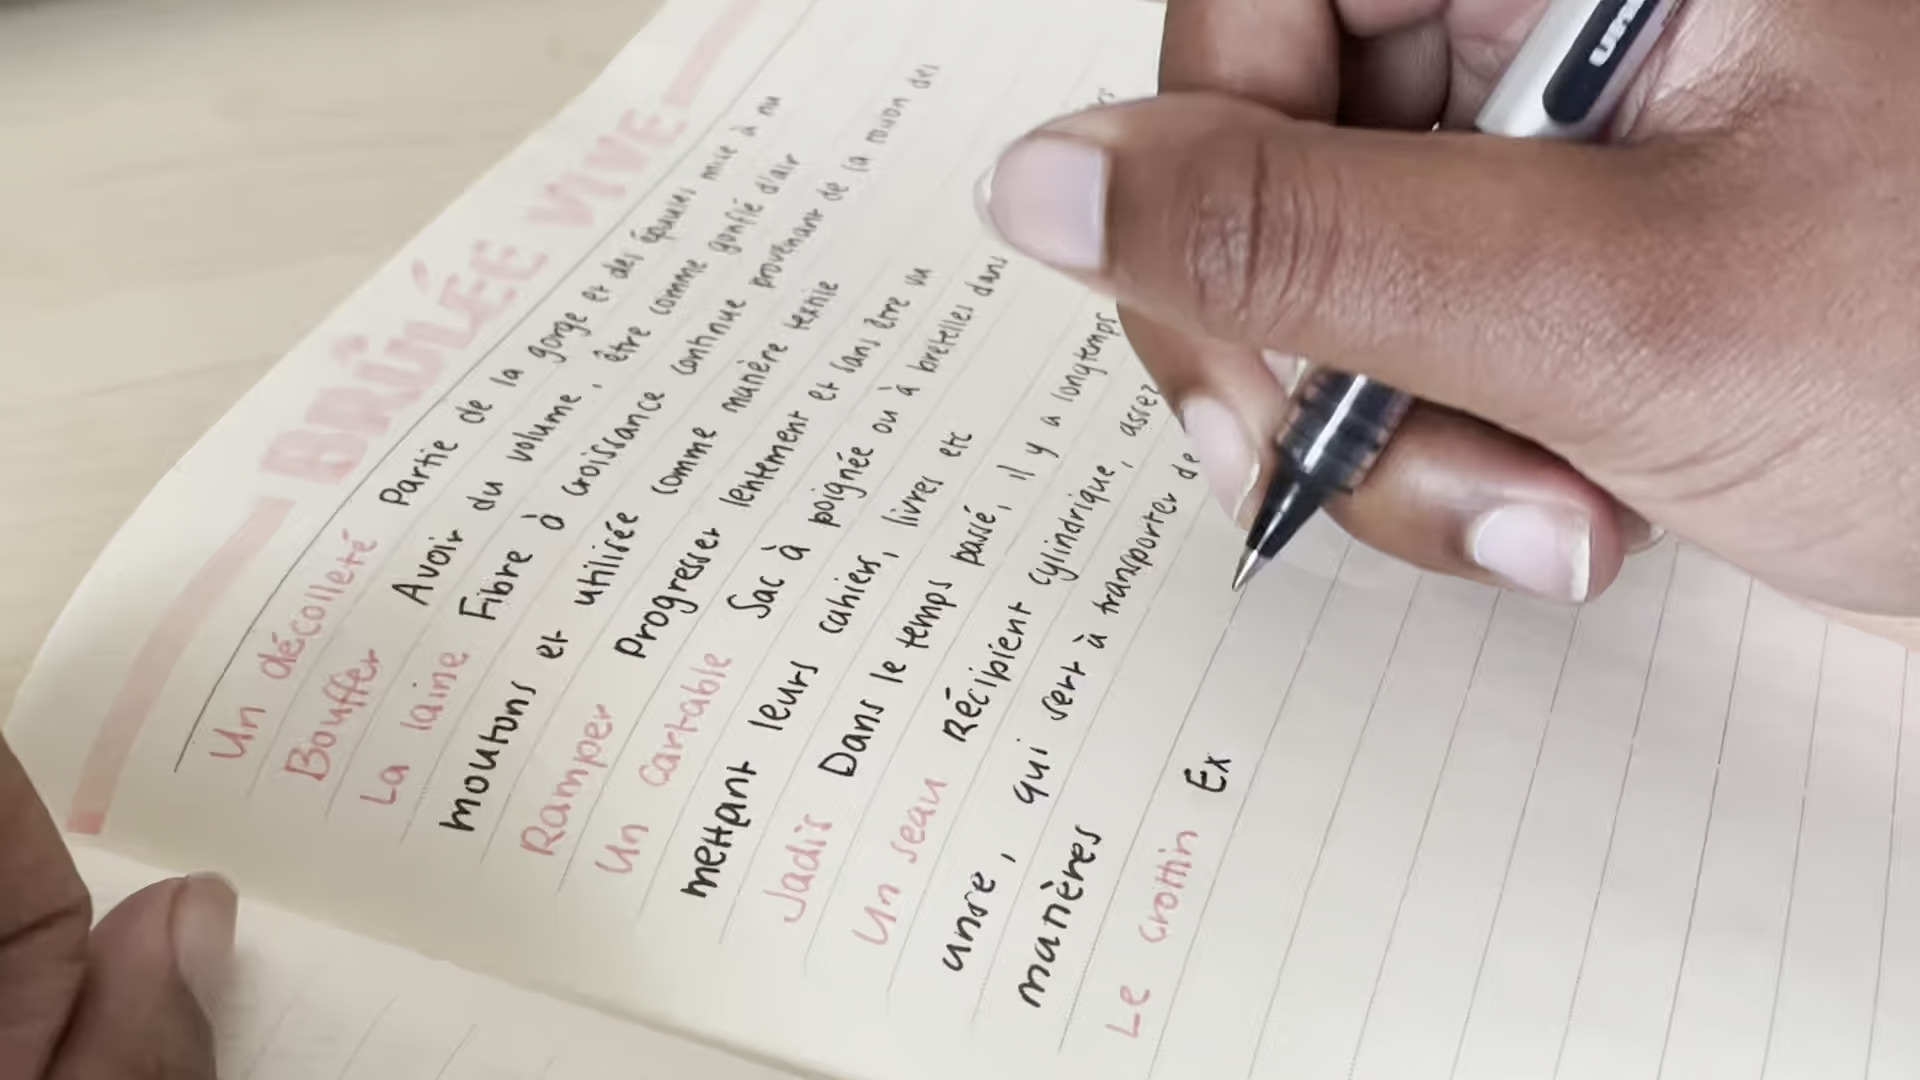 BRÛLÉE VIVE
Un décolleté Partie de la gorge et des épaules mise à nu
Bouffer Avoir du volume, être comme gonflé d'air
La laine Fibre à croissance continue provenant de la toison des
moutons et utilisée comme matière textile
Ramper Progresser lentement et sans être vu
Un cartable Sac à poignée ou à bretelles dans
mettant leurs cahiers, livres etc
Jadis Dans le temps passé, il y a longtemps
Un seau Récipient cylindrique, assez
anse, qui sert à transporter de
matières
Le crottin Ex
uni